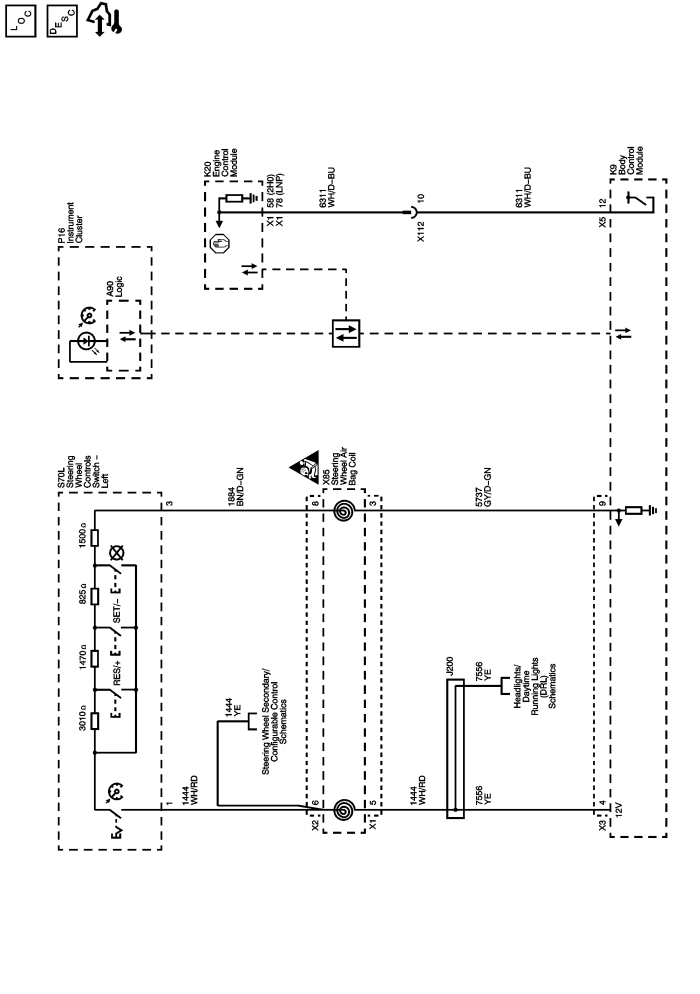 LOC
DESC
K20
Engine
Control
Module
58 (2H0)
78 (LNP)
X1
X1
6311
WH/D-BU
10
X112
6311
WH/D-BU
12
X5
K9
Body
Control
Module
P16
Instrument
Cluster
A90
Logic
S70L
Steering
Wheel
Controls
Switch –
Left
3
1884
BN/D-GN
8
X85
Steering
Wheel Air
Bag Coil
3
5737
GY/D-GN
9
1500Ω
825Ω
1470Ω
3010Ω
SET/–
RES/+
1
1444
WH/RD
1444
YE
Steering Wheel Secondary/
Configurable Control
Schematics
6
X2
5
X1
1444
WH/RD
J200
7556
YE
Headlights/
Daytime
Running Lights
(DRL)
Schematics
7556
YE
4
X3
12V